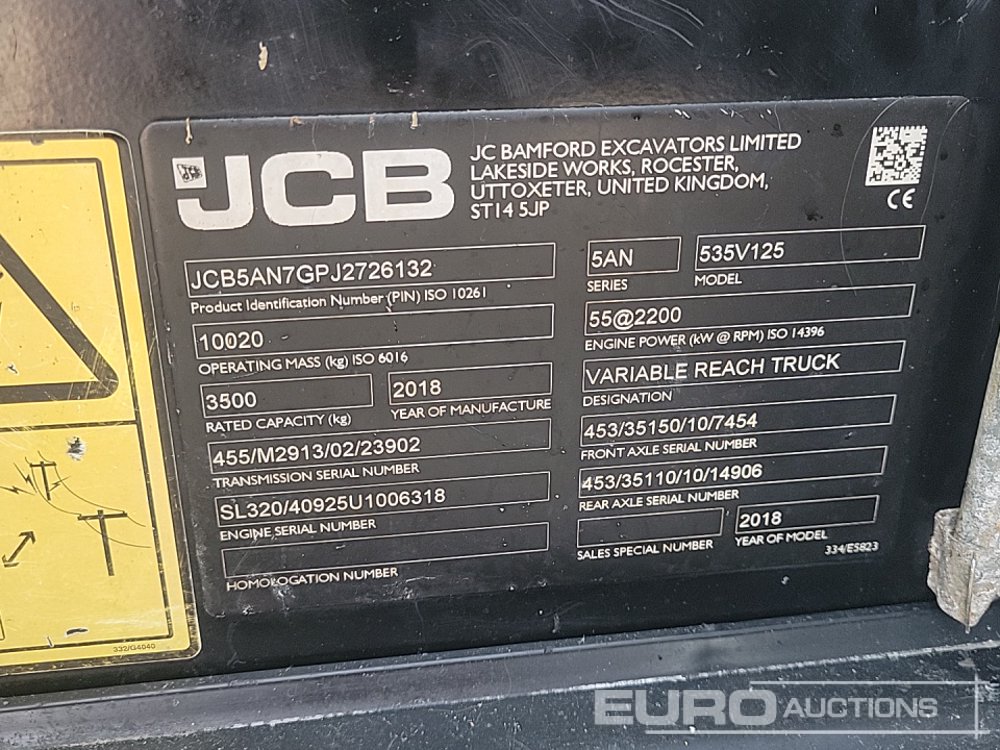 JCB
JC BAMFORD EXCAVATORS LIMITED
LAKESIDE WORKS, ROCESTER,
UTTOXETER, UNITED KINGDOM,
ST14 5JP
CE
JCB5AN7GPJ2726132
Product Identification Number (PIN) ISO 10261
10020
OPERATING MASS (kg) ISO 6016
3500
RATED CAPACITY (kg)
2018
YEAR OF MANUFACTURE
455/M2913/02/23902
TRANSMISSION SERIAL NUMBER
SL320/40925U1006318
ENGINE SERIAL NUMBER
HOMOLOGATION NUMBER
5AN
SERIES
535V125
MODEL
55@2200
ENGINE POWER (kW @ RPM) ISO 14396
VARIABLE REACH TRUCK
DESIGNATION
453/35150/10/7454
FRONT AXLE SERIAL NUMBER
453/35110/10/14906
REAR AXLE SERIAL NUMBER
SALES SPECIAL NUMBER
2018
YEAR OF MODEL
334/E5823
332/G4040
EURO AUCTIONS